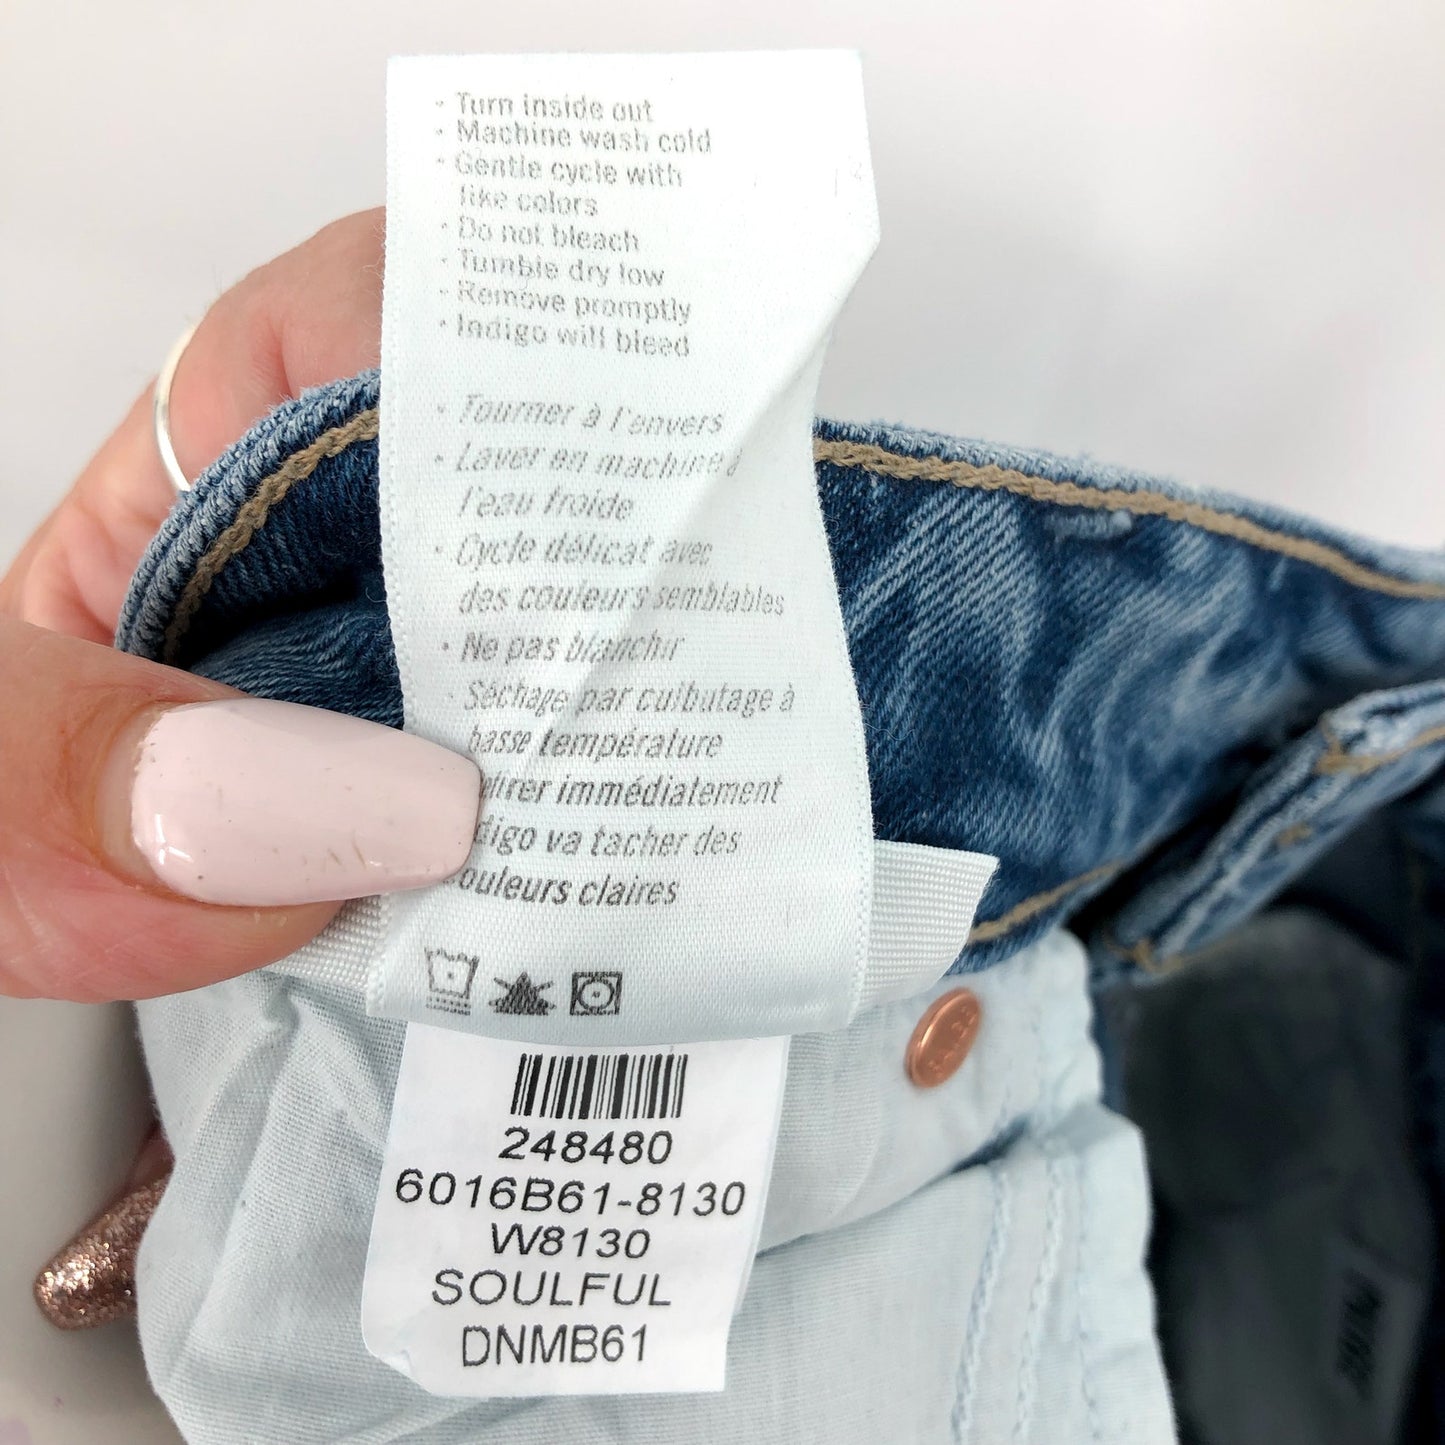 · Turn inside out
· Machine wash cold
· Gentle cycle with
like colors
· Do not bleach
· Tumble dry low
· Remove promptly
· Indigo will bleed
· Tourner à l'envers
· Laver en machine à
l'eau froide
· Cycle délicat avec
des couleurs semblables
· Ne pas blanchir
· Séchage par culbutage à
basse température
immédiatement
digo va tacher des
ouleurs claires
248480
6016B61-8130
W8130
SOULFUL
DNMB61